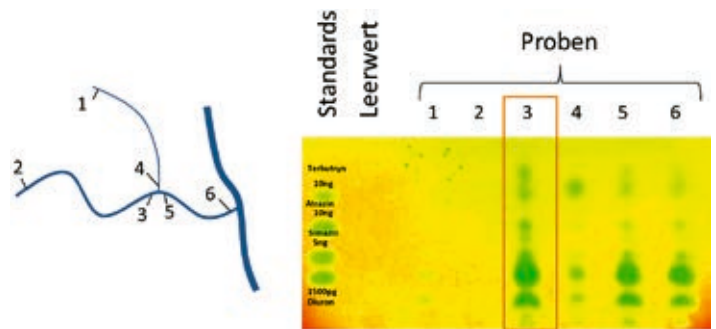 1
2
4
3
5
6
Standards
Leerwert
Proben
1 2 3 4 5 6
Terbutryn
10ng
Atrazin
10ng
Simazin
5ng
2500pg
Diuron